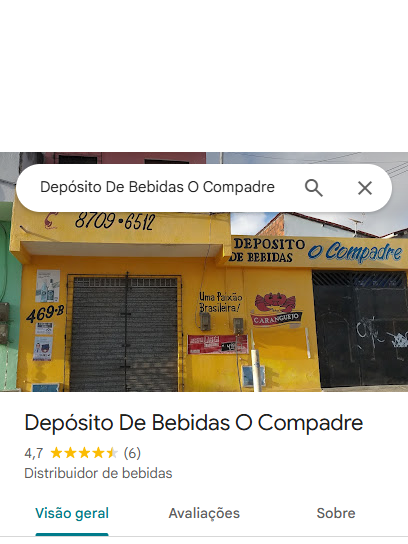 Depósito De Bebidas O Compadre
8709•6512
DEPOSITO
DE BEBIDAS
O Compadre
469-B
Uma Paixão
Brasileira!
CARANGUEJO
Depósito De Bebidas O Compadre
4,7
(6)
Distribuidor de bebidas
Visão geral
Avaliações
Sobre